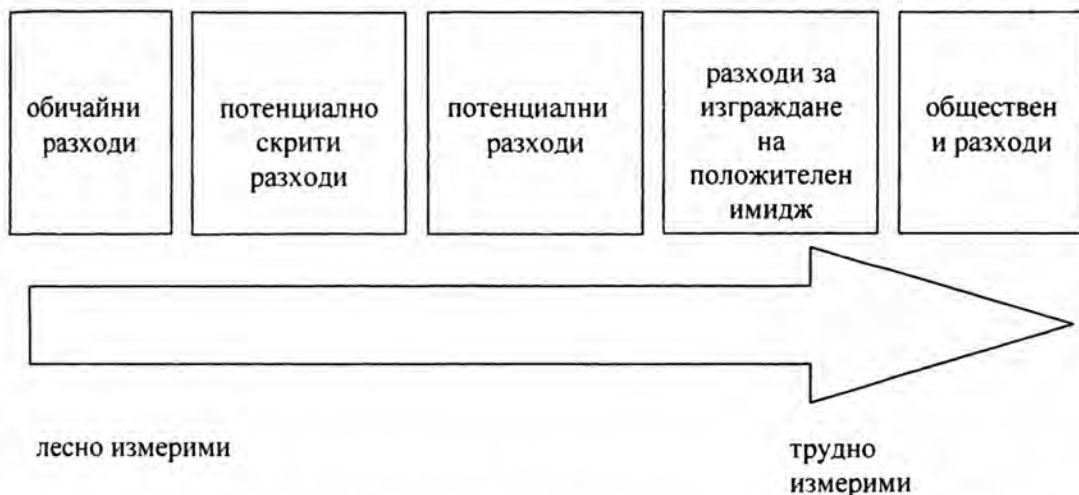 обичайни
разходи
потенциално
скрити
разходи
потенциални
разходи
разходи за
изграждане
на
положителен
имидж
обществен
и разходи
лесно измерими
трудно
измерими